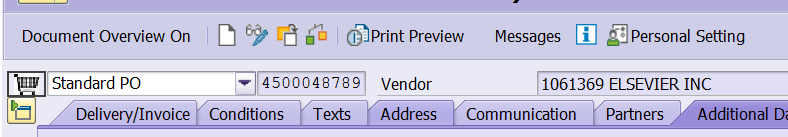 Document Overview On Print Preview Messages Personal Setting
Standard PO 4500048789 Vendor 1061369 ELSEVIER INC
Delivery/Invoice Conditions Texts Address Communication Partners Additional Da